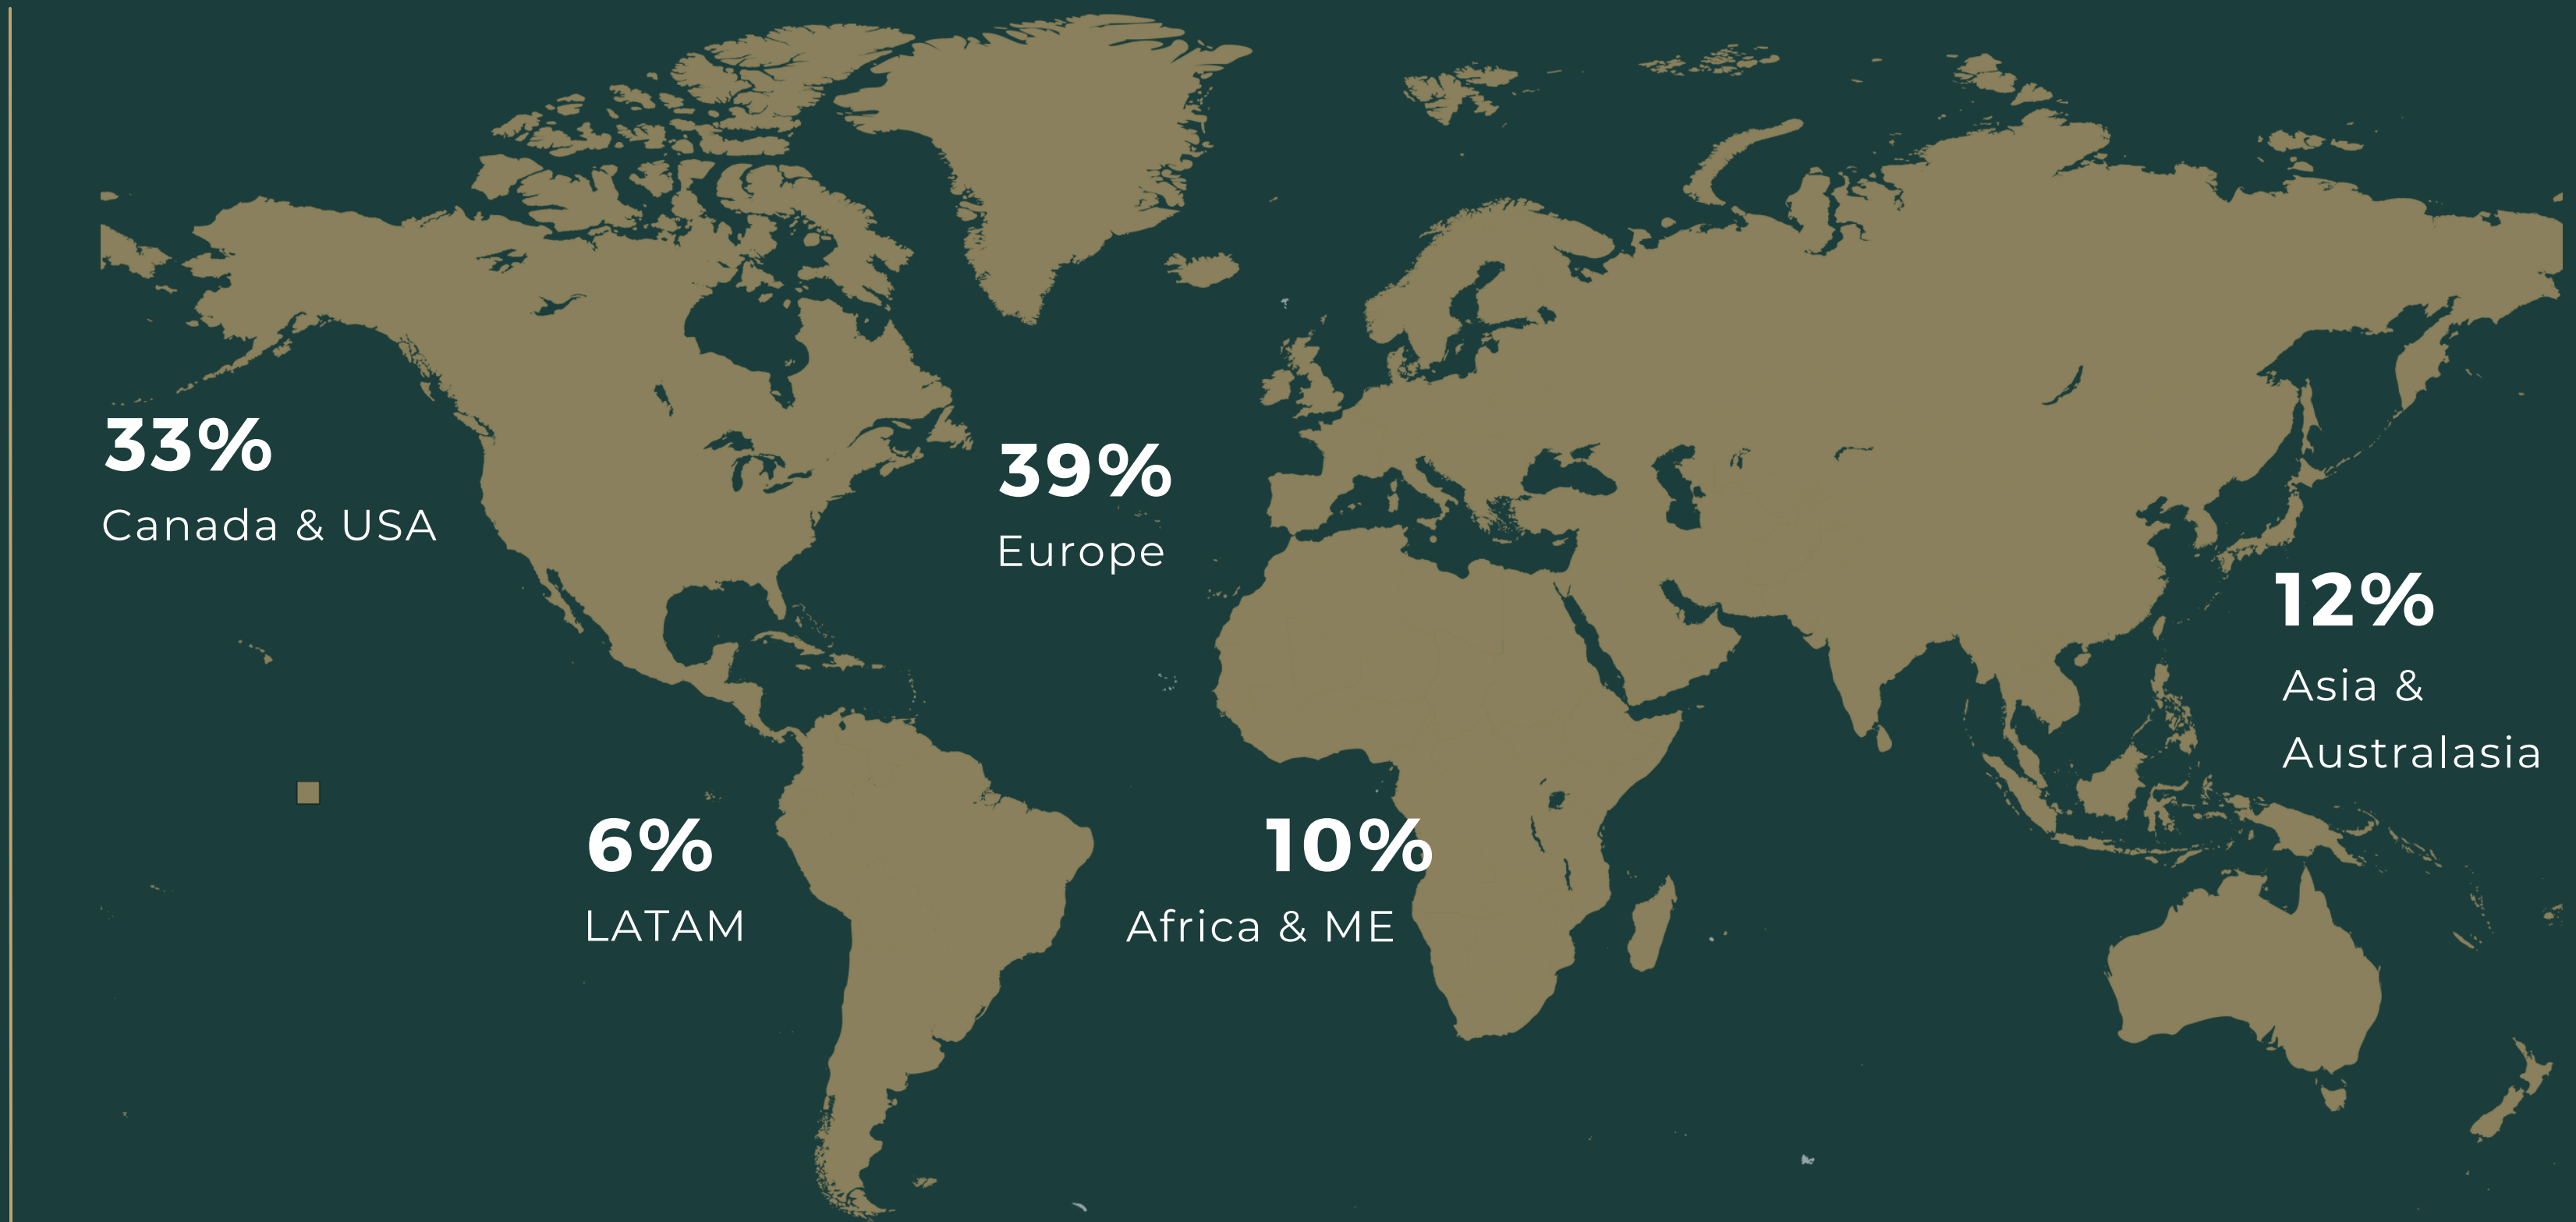 33%
Canada & USA
39%
Europe
12%
Asia &
Australasia
6%
LATAM
10%
Africa & ME